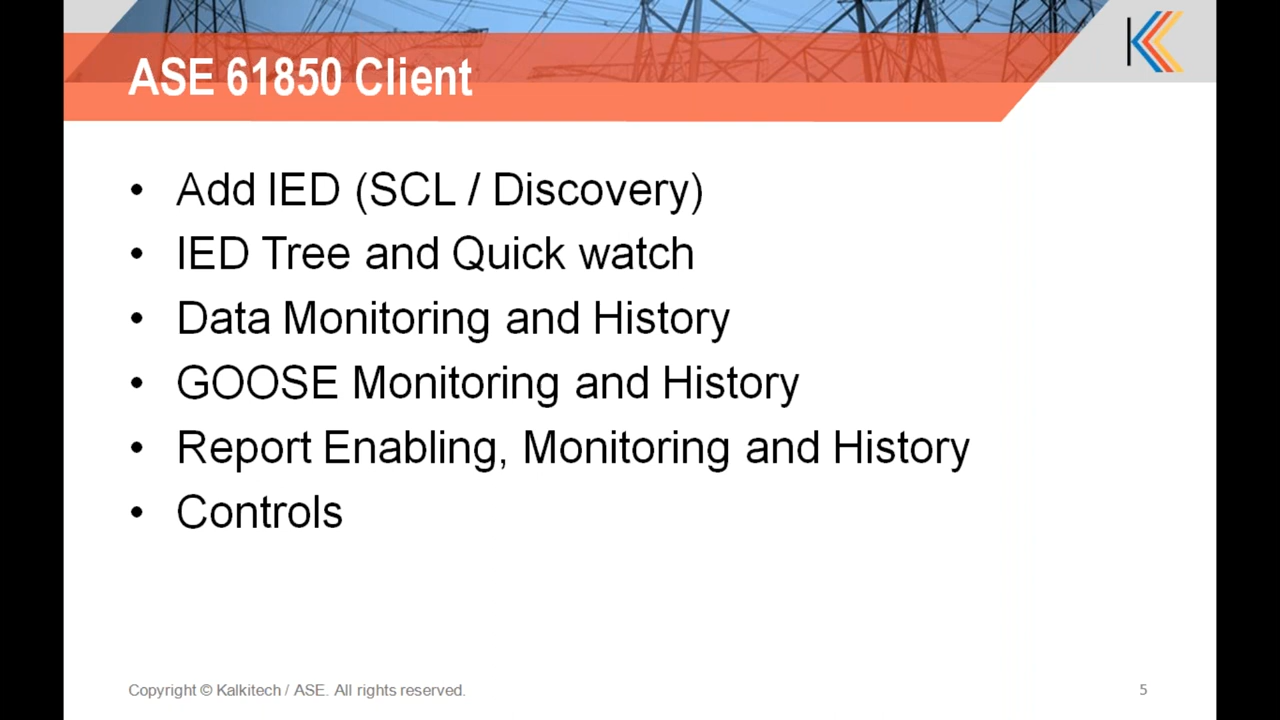 ASE 61850 Client
• Add IED (SCL / Discovery)
• IED Tree and Quick watch
• Data Monitoring and History
• GOOSE Monitoring and History
• Report Enabling, Monitoring and History
• Controls
Copyright © Kalkitech / ASE. All rights reserved.
5